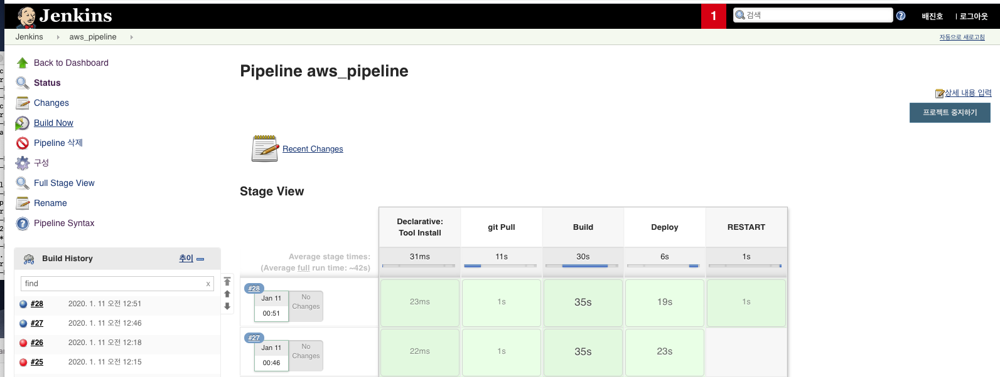 Jenkins
1
검색
배진호
| 로그아웃
Jenkins
aws_pipeline
자동으로 새로고침
Back to Dashboard
Status
Changes
Build Now
Pipeline 삭제
구성
Full Stage View
Rename
Pipeline Syntax
Build History
추이
find
x
#28 2020. 1. 11 오전 12:51
#27 2020. 1. 11 오전 12:46
#26 2020. 1. 11 오전 12:18
#25 2020. 1. 11 오전 12:15
Pipeline aws_pipeline
상세 내용 입력
프로젝트 중지하기
Recent Changes
Stage View
Declarative:
Tool Install
git Pull
Build
Deploy
RESTART
Average stage times:
(Average full run time: ~42s)
31ms
11s
30s
6s
1s
#28
Jan 11
00:51
No
Changes
23ms
1s
35s
19s
1s
#27
Jan 11
00:46
No
Changes
22ms
1s
35s
23s